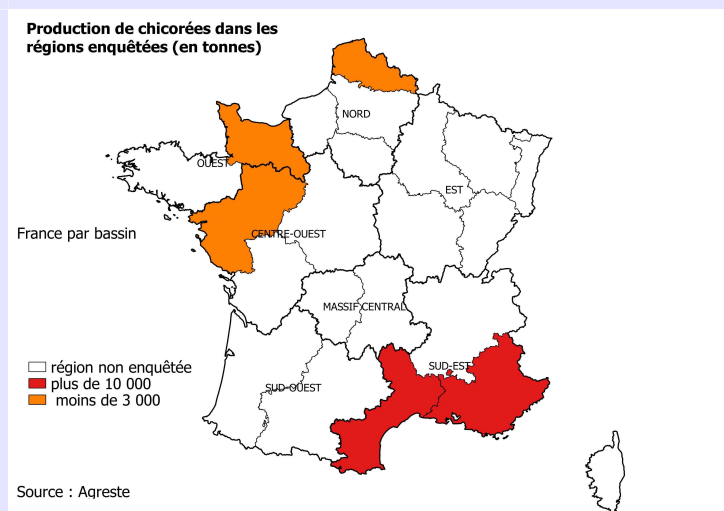 Production de chicorées dans les
régions enquêtées (en tonnes)
NORD
OUEST
EST
France par bassin
CENTRE-OUEST
MASSIF CENTRAL
SUD-EST
SUD-OUEST
région non enquêtée
plus de 10 000
moins de 3 000
Source : Agreste